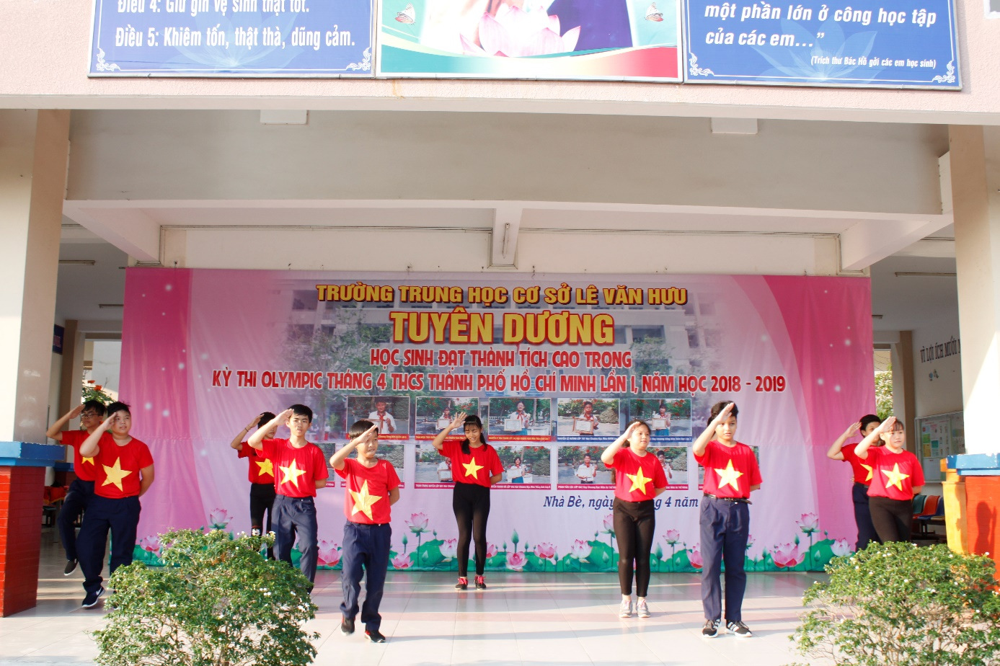 Điều 4: Giữ gìn vệ sinh thật tốt.
Điều 5: Khiêm tốn, thật thà, dũng cảm.
một phần lớn ở công học tập
của các em...”
(Trích thư Bác Hồ gởi các em học sinh)
TRƯỜNG TRUNG HỌC CƠ SỞ LÊ VĂN HƯU
TUYÊN DƯƠNG
HỌC SINH ĐẠT THÀNH TÍCH CAO TRONG
KỲ THI OLYMPIC THÁNG 4 THCS THÀNH PHỐ HỒ CHÍ MINH LẦN I, NĂM HỌC 2018 - 2019
Nhà Bè, ngày 4 năm
VÌ LỢI ÍCH MƯỜI